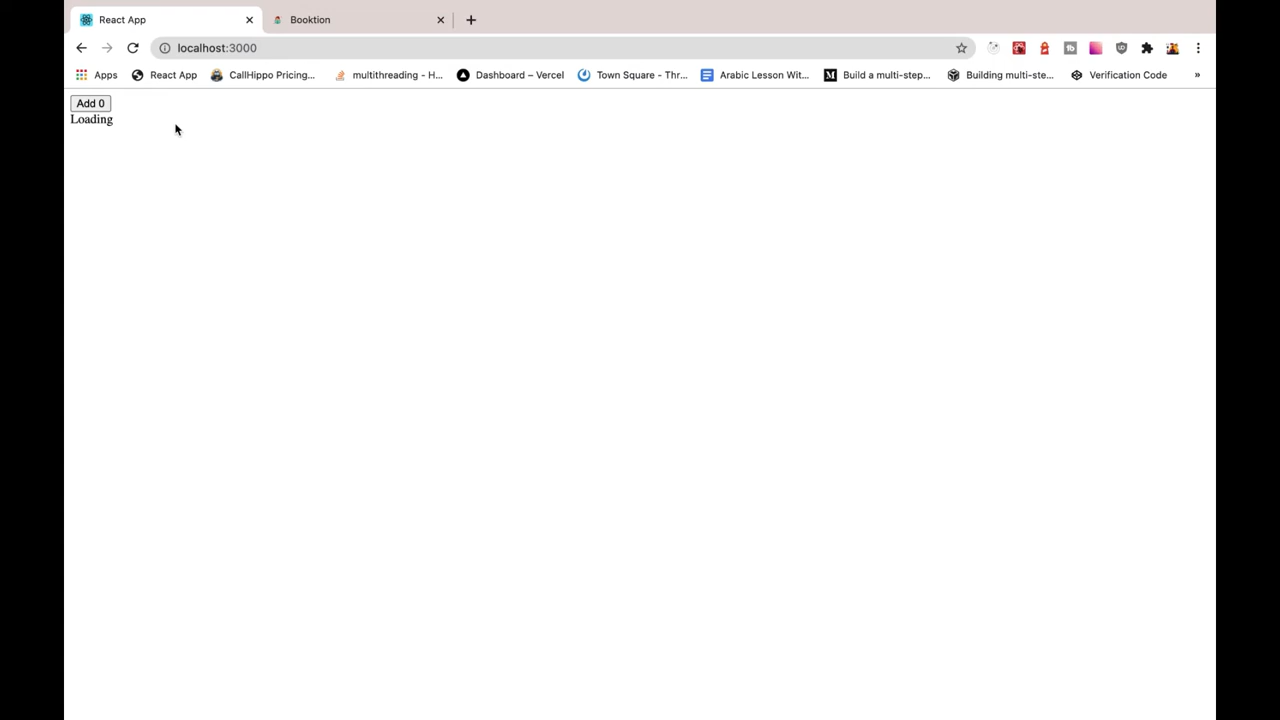 React App
Booktion
localhost:3000
Apps
React App
CallHippo Pricing...
multithreading - H...
Dashboard – Vercel
Town Square - Thr...
Arabic Lesson Wit...
Build a multi-step...
Building multi-ste...
Verification Code
»
Add 0
Loading